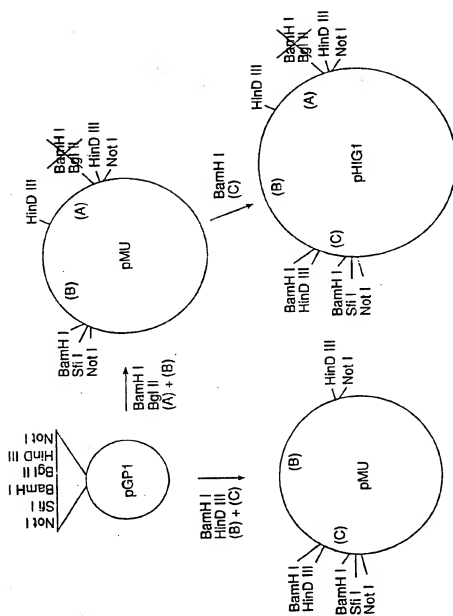 Not I
Sfi I
BamH I
Bgl II
HinD III
Not I
pGP1
BamH I
Bgl II
(A) + (B)
BamH I
Sfi I
Not I
(B)
HinD III
(A)
BamH I
Bgl II
HinD III
Not I
pMU
BamH I
HinD III
(B) + (C)
BamH I
HinD III
BamH I
Sfi I
Not I
(C)
(B)
HinD III
Not I
pMU
BamH I
(C)
BamH I
HinD III
BamH I
Sfi I
Not I
(C)
(B)
HinD III
(A)
BamH I
Bgl II
HinD III
Not I
pHIG1